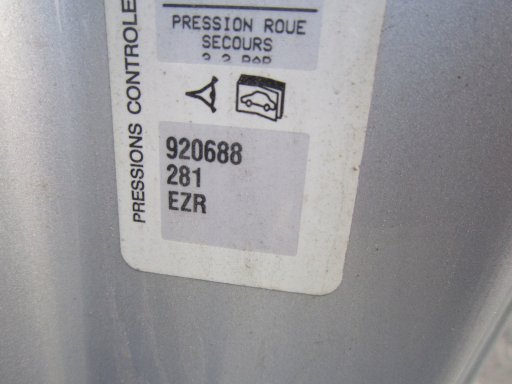 PRESSION ROUE
SECOURS
PRESSIONS CONTROLE
920688
281
EZR